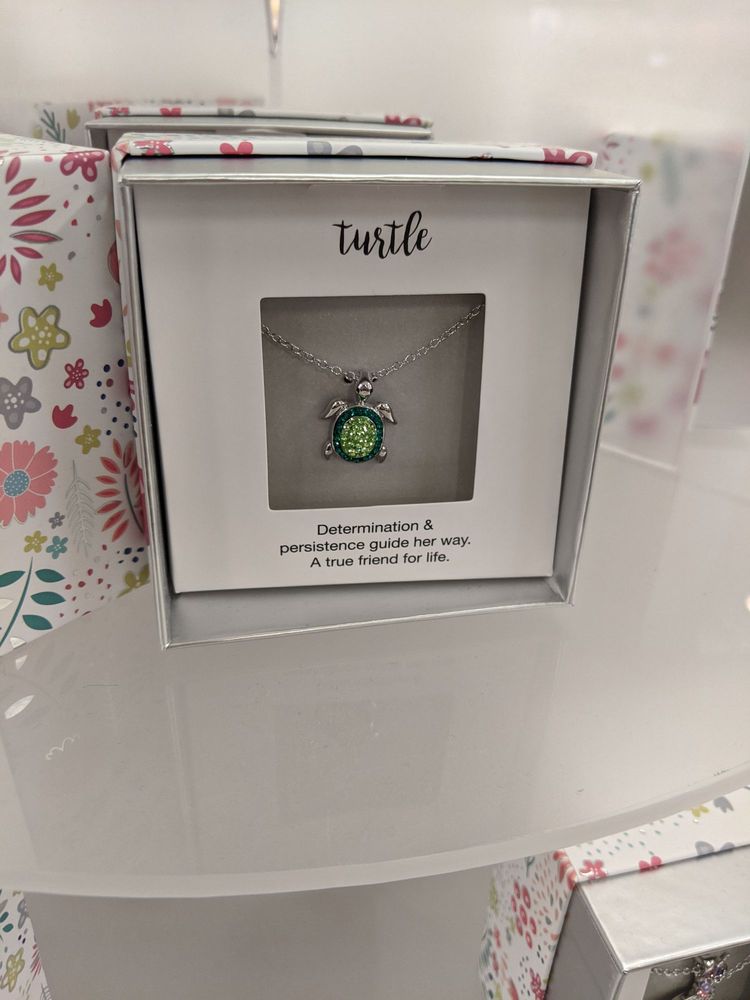 turtle
Determination &
persistence guide her way.
A true friend for life.